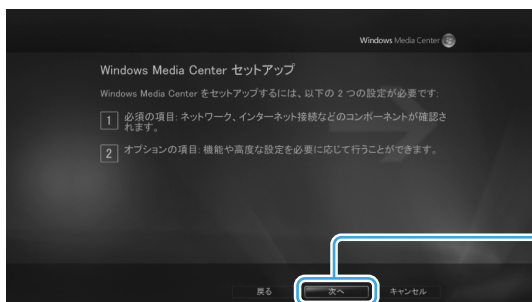 Windows Media Center
Windows Media Center セットアップ
Windows Media Center をセットアップするには、以下の 2 つの設定が必要です:
1 必須の項目: ネットワーク、インターネット接続などのコンポーネントが確認さ
れます。
2 オプションの項目: 機能や高度な設定を必要に応じて行うことができます。
戻る 次へ キャンセル